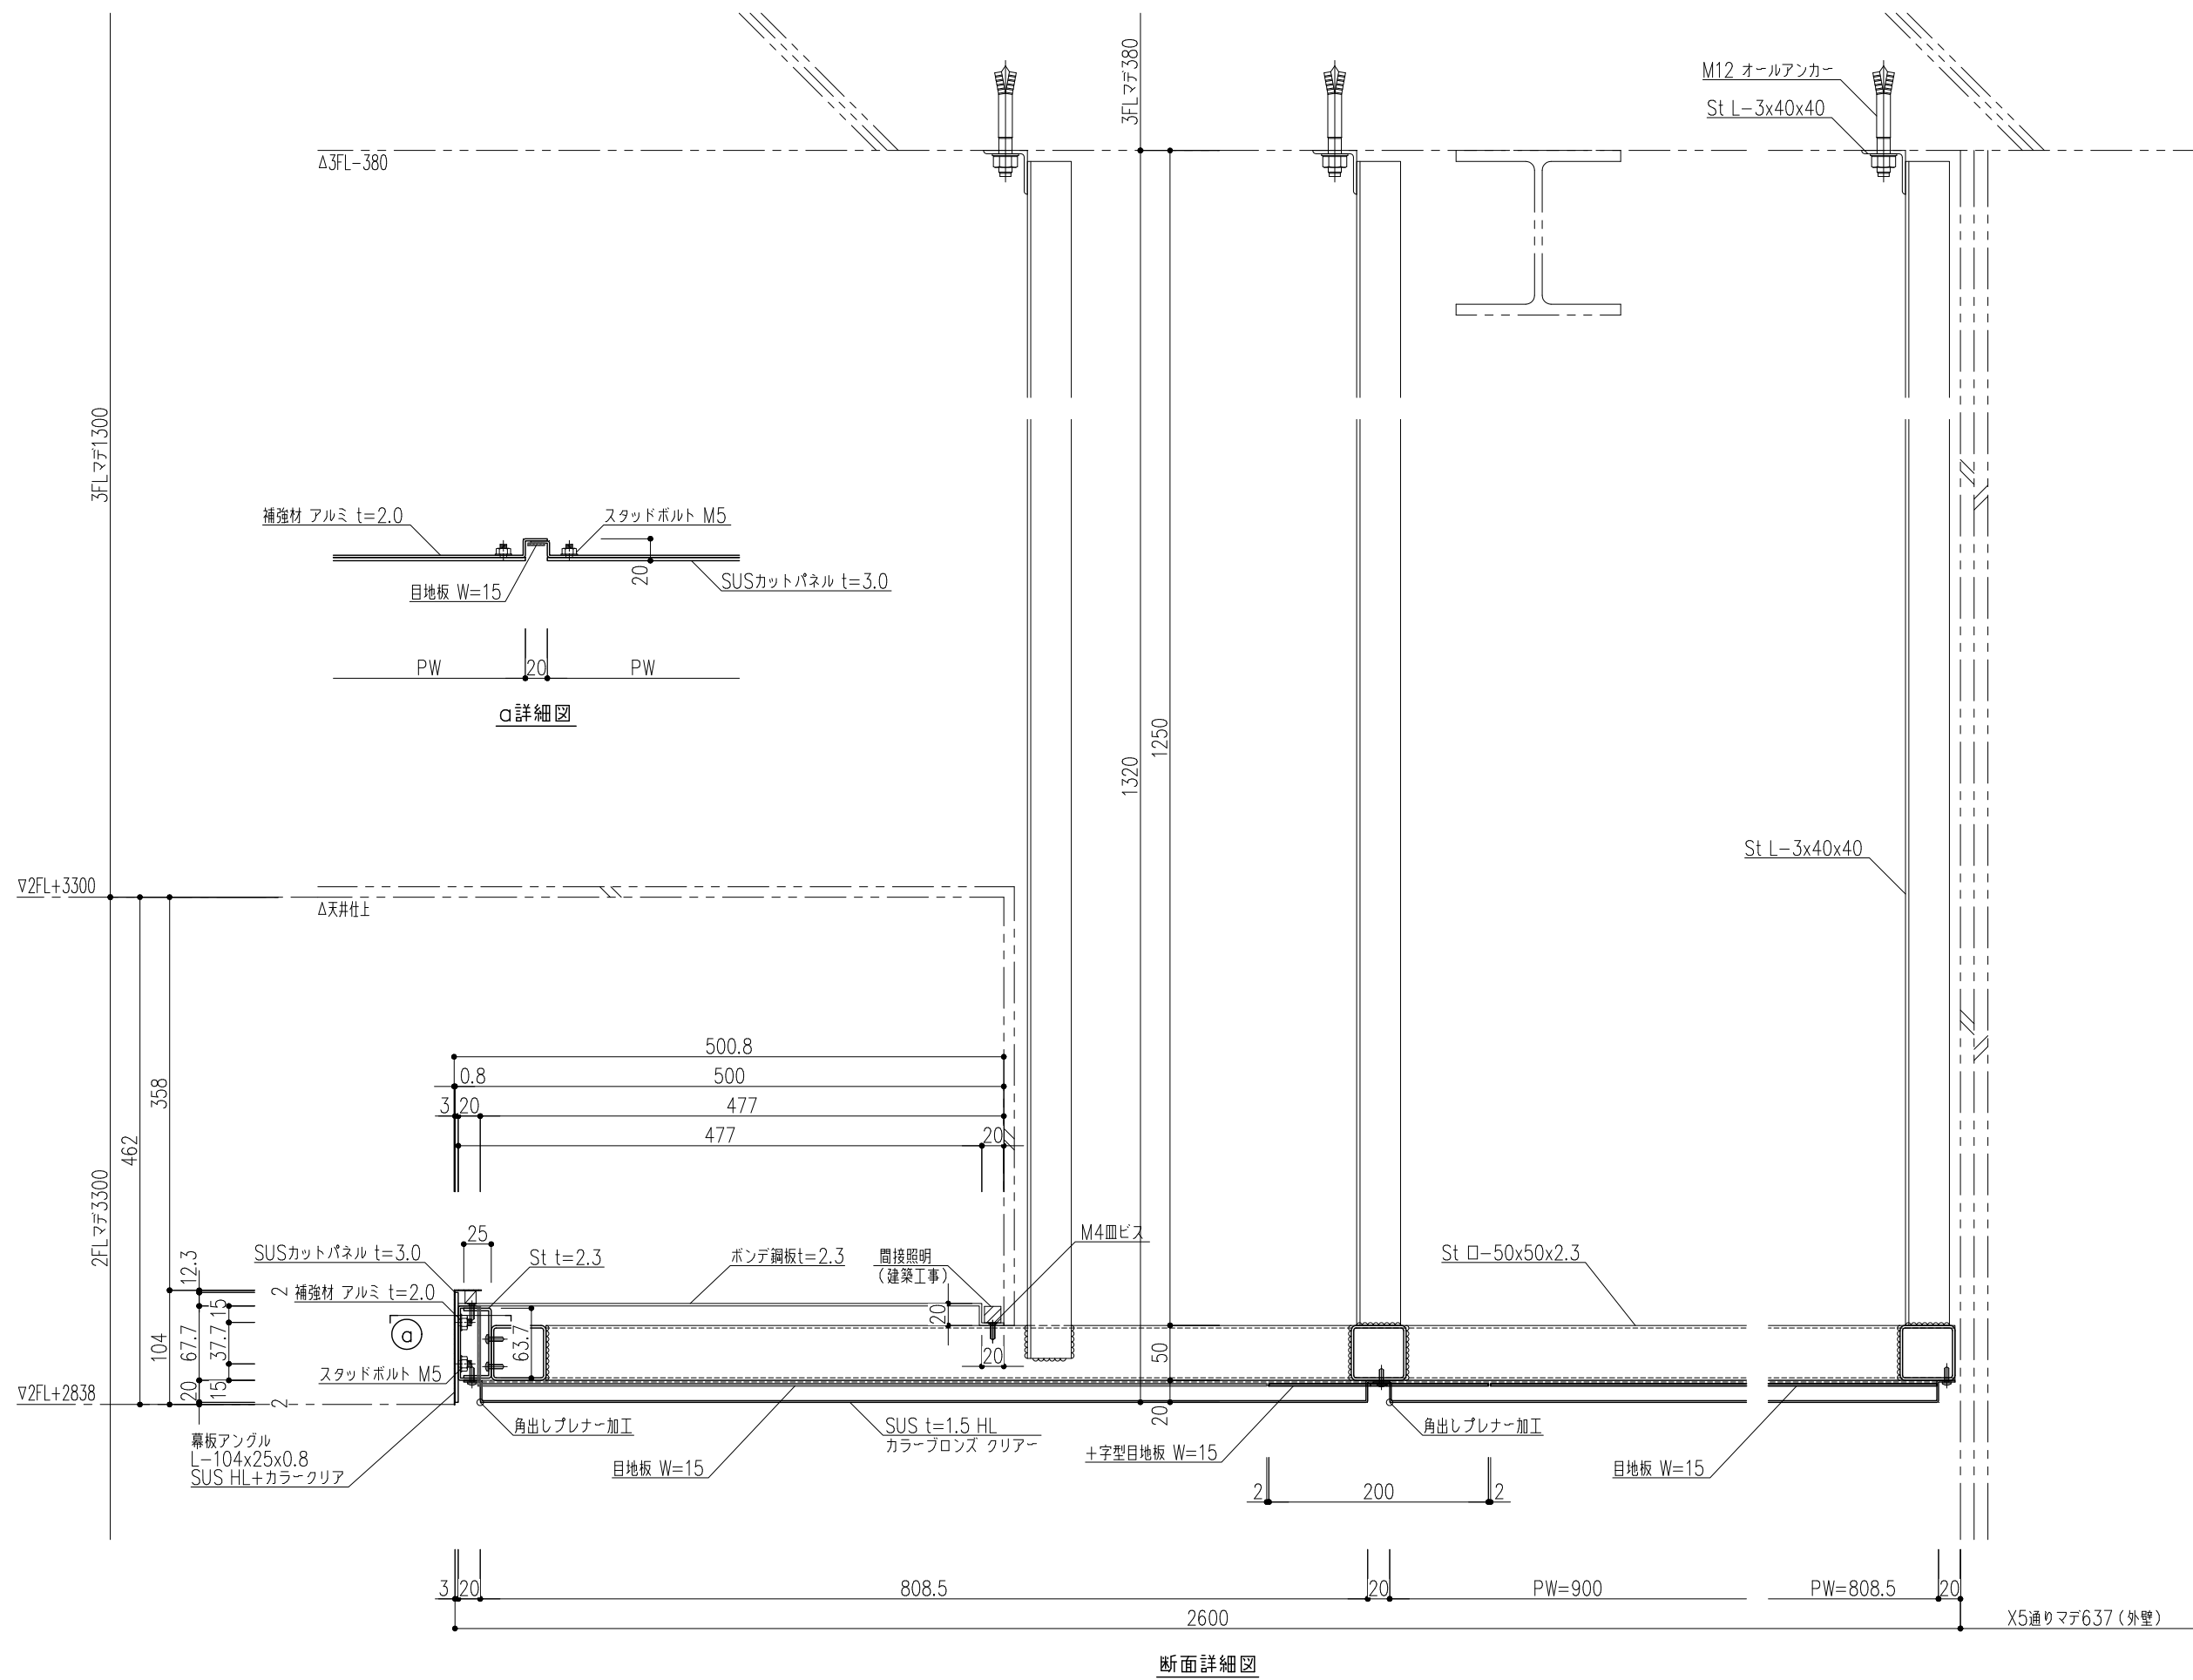 3FLマデ380
M12 オールアンカー
St L-3x40x40
Δ3FL-380
3FLマデ1300
補強材 アルミ t=2.0
スタッドボルト M5
20
目地板 W=15
SUSカットパネル t=3.0
PW
20
PW
a詳細図
1250
1320
St L-3x40x40
∇2FL+3300
Δ天井仕上
500.8
0.8
500
3
20
477
477
20
358
462
2FLマデ3300
25
M4皿ビス
SUSカットパネル t=3.0
St t=2.3
ボンデ鋼板t=2.3
間接照明
(建築工事)
St ロ-50x50x2.3
12.3
2
補強材 アルミ t=2.0
15
20
a
104
67.7
37.7
63.7
20
50
スタッドボルト M5
20
15
2
∇2FL+2838
20
角出しプレナー加工
SUS t=1.5 HL
カラーブロンズ クリアー
角出しプレナー加工
幕板アングル
L-104x25x0.8
SUS HL+カラークリア
目地板 W=15
十字型目地板 W=15
目地板 W=15
2
200
2
3
20
808.5
20
PW=900
PW=808.5
20
2600
X5通りマデ637(外壁)
断面詳細図